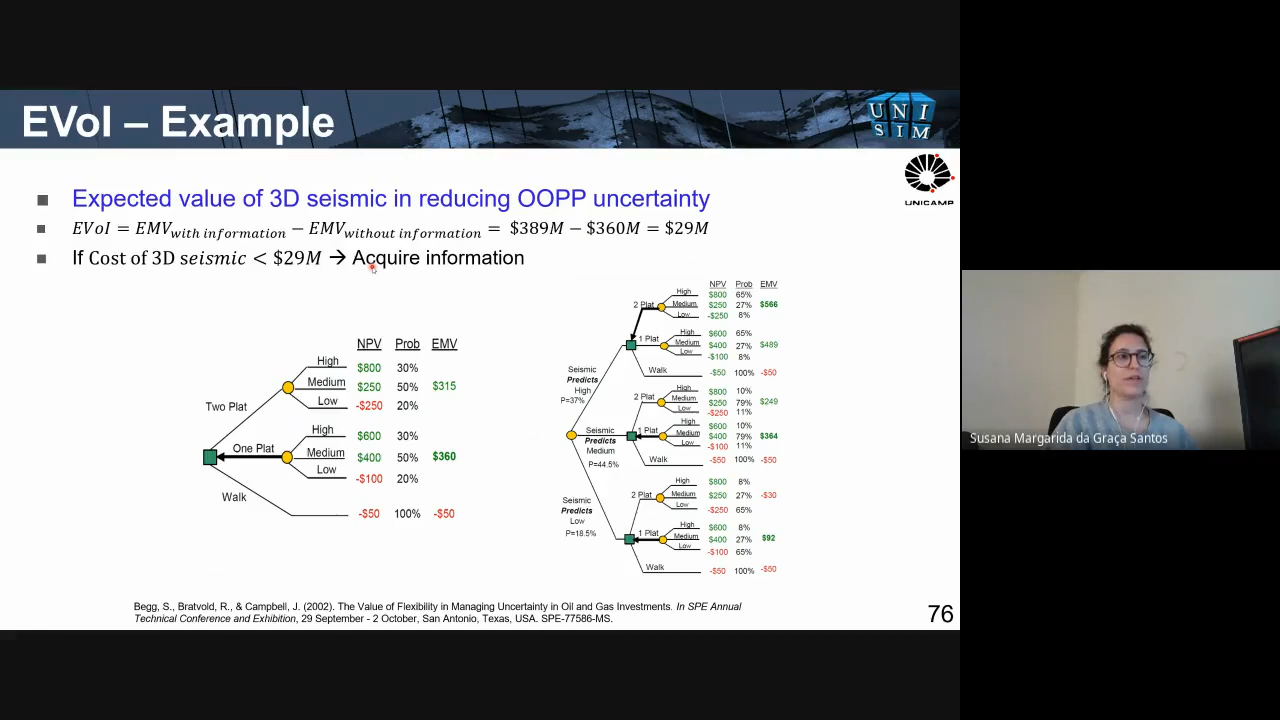 EVoI – Example
UNI
SIM
UNICAMP
Expected value of 3D seismic in reducing OOPP uncertainty
EVoI = EMVwith information − EMVwithout information = $389M − $360M = $29M
If Cost of 3D seismic < $29M → Acquire information
NPV Prob EMV
High $800 30%
Medium $250 50% $315
Low -$250 20%
Two Plat
High $600 30%
One Plat Medium $400 50% $360
Low -$100 20%
Walk
-$50 100% -$50
NPV Prob EMV
High $800 65%
2 Plat Medium $250 27% $566
Low -$250 8%
High $600 65%
1 Plat Medium $400 27% $489
Low -$100 8%
Walk -$50 100% -$50
Seismic
Predicts
High
P=37%
High $800 10%
2 Plat Medium $250 79% $249
Low -$250 11%
High $600 10%
1 Plat Medium $400 79% $364
Low -$100 11%
Walk -$50 100% -$50
Seismic
Predicts
Medium
P=44.5%
High $800 8%
2 Plat Medium $250 27% -$30
Low -$250 65%
Seismic
Predicts
Low
P=18.5%
High $600 8%
1 Plat Medium $400 27% $92
Low -$100 65%
Walk -$50 100% -$50
Begg, S., Bratvold, R., & Campbell, J. (2002). The Value of Flexibility in Managing Uncertainty in Oil and Gas Investments. In SPE Annual
Technical Conference and Exhibition, 29 September - 2 October, San Antonio, Texas, USA. SPE-77586-MS.
76
Susana Margarida da Graça Santos